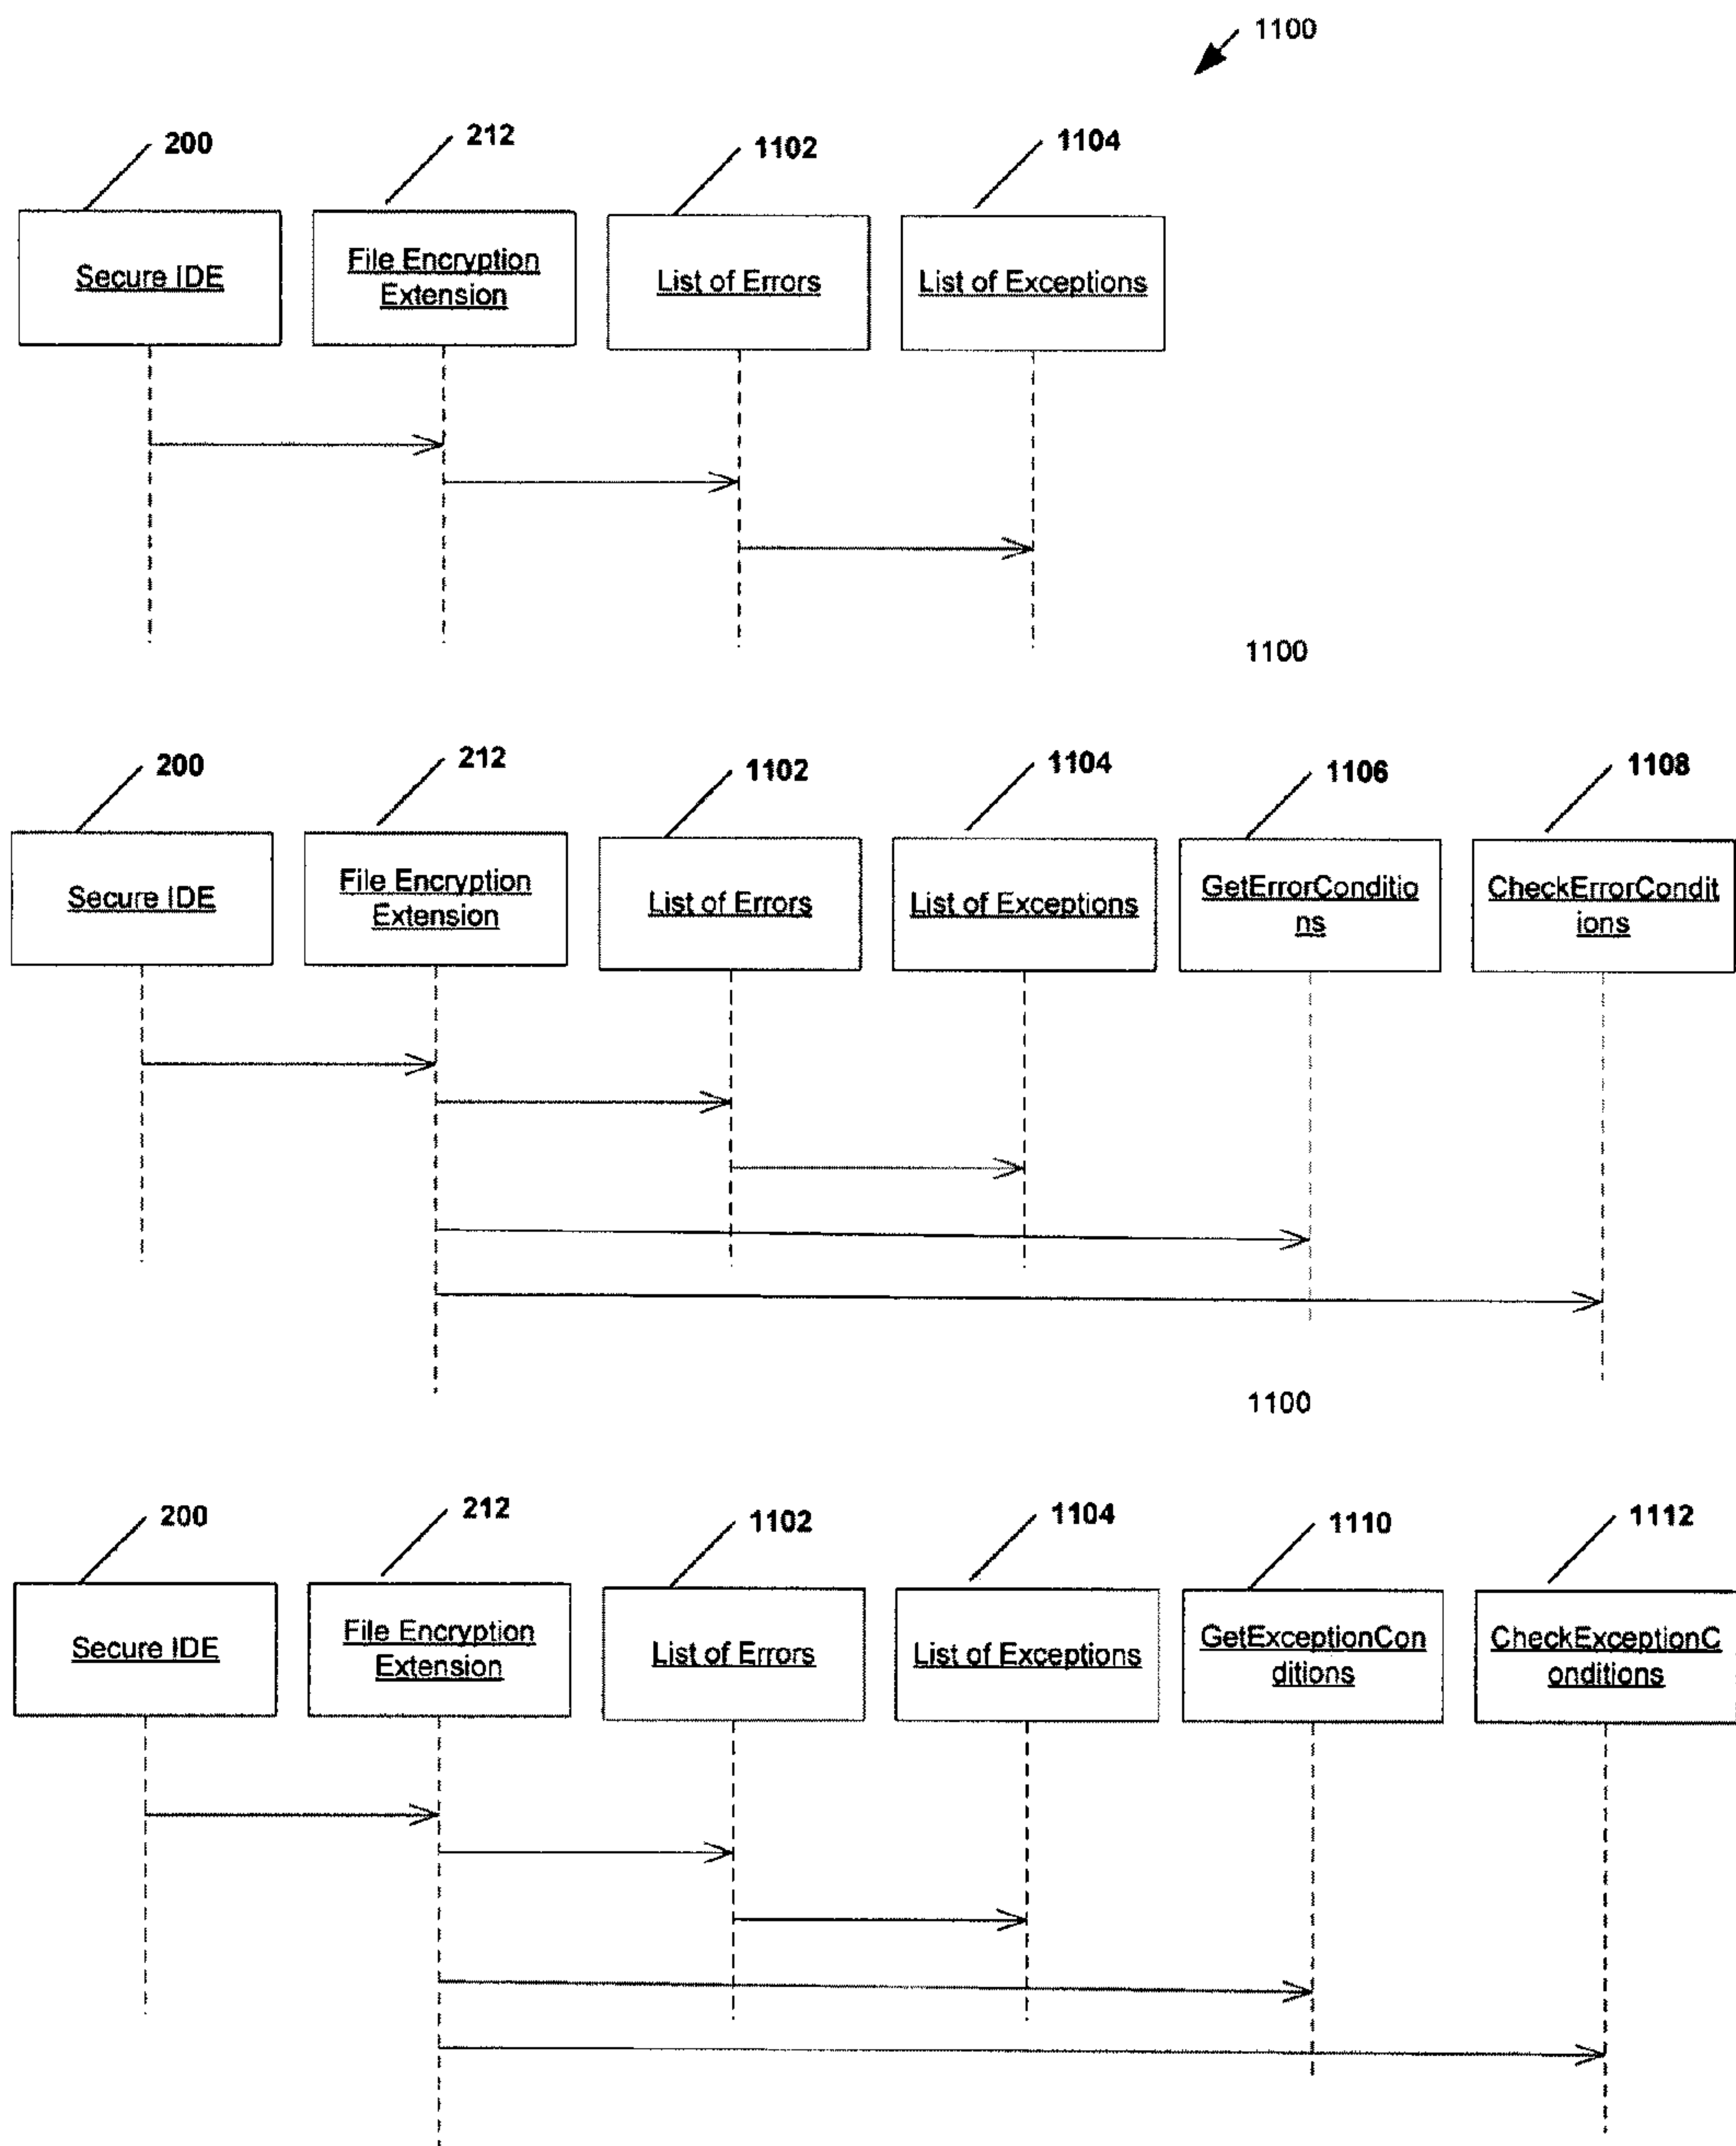 1100
200
212
1102
1104
Secure IDE
File Encryption
Extension
List of Errors
List of Exceptions
1100
200
212
1102
1104
1106
1108
Secure IDE
File Encryption
Extension
List of Errors
List of Exceptions
GetErrorConditio
ns
CheckErrorCondit
ions
1100
200
212
1102
1104
1110
1112
Secure IDE
File Encryption
Extension
List of Errors
List of Exceptions
GetExceptionCon
ditions
CheckExceptionC
onditions